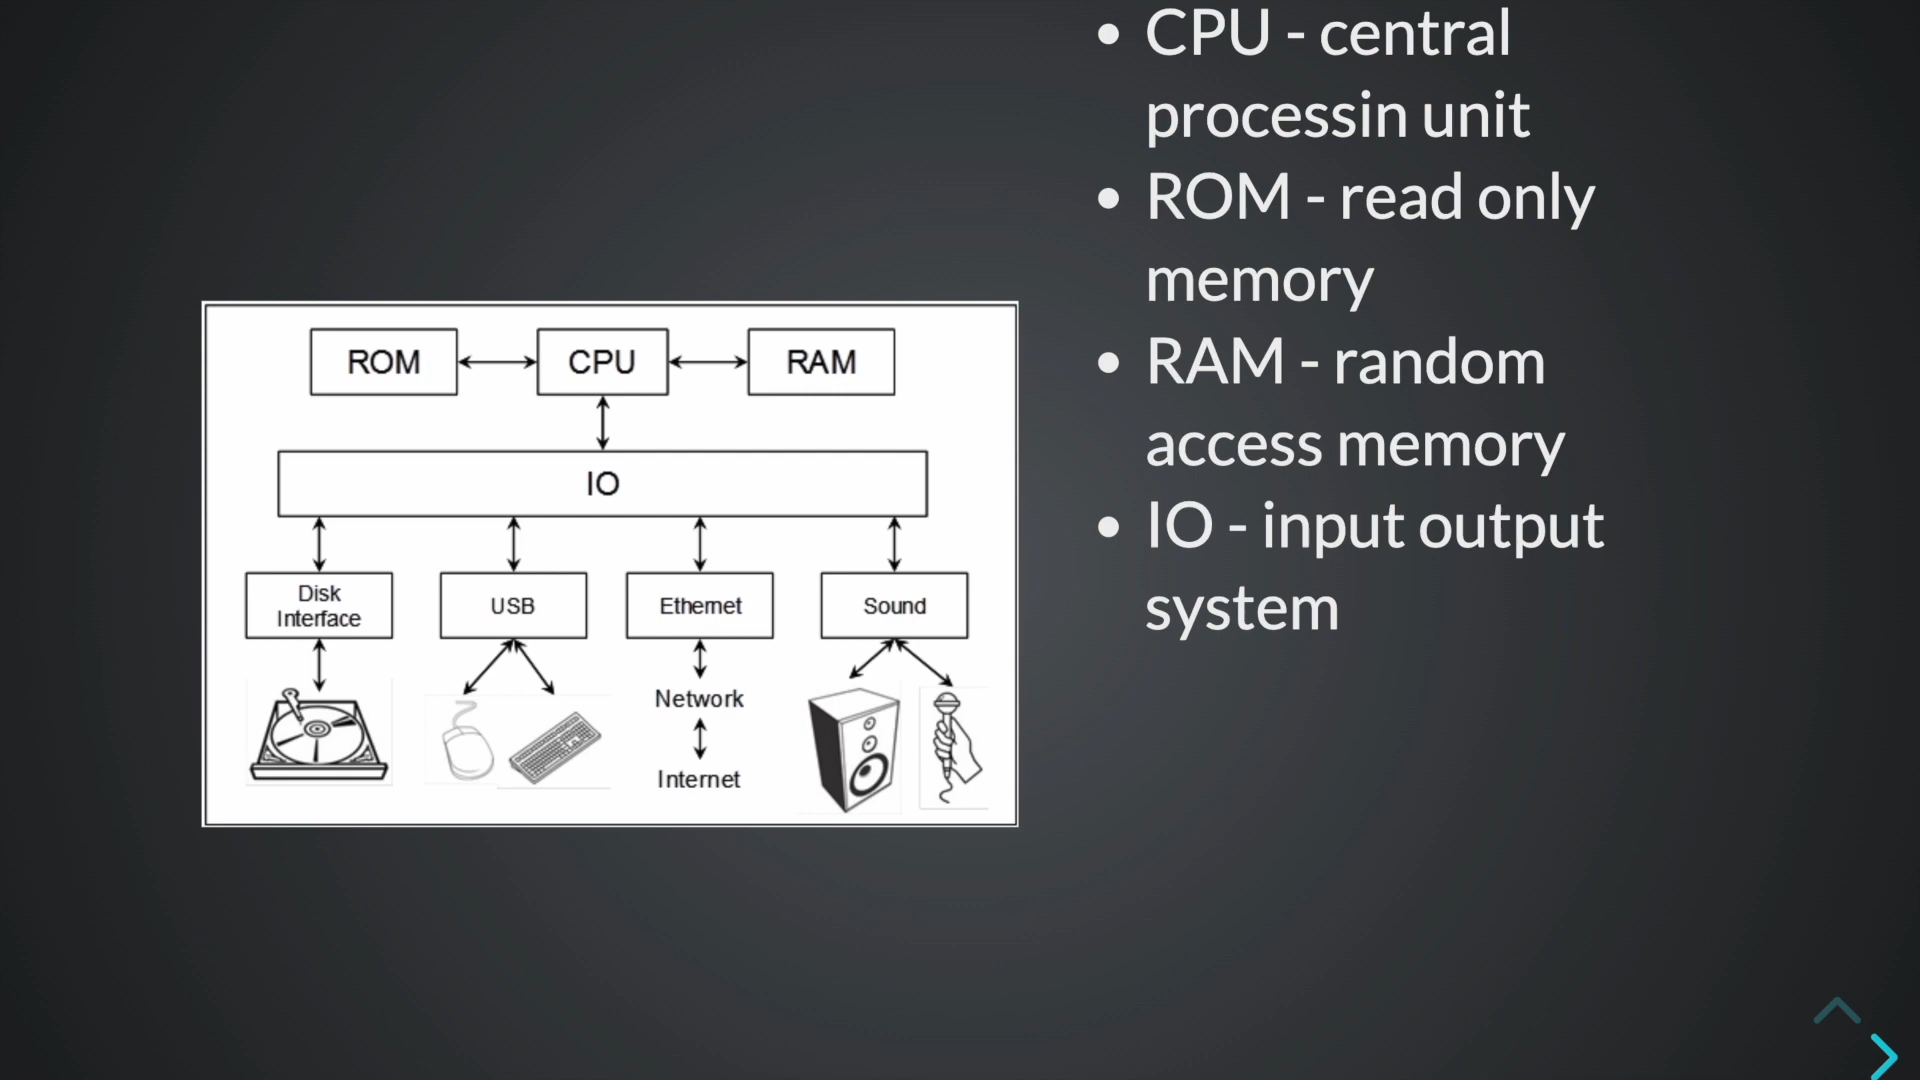 • CPU - central
processin unit
• ROM - read only
memory
• RAM - random
access memory
• IO - input output
system
ROM
CPU
RAM
IO
Disk
Interface
USB
Ethernet
Sound
Network
Internet